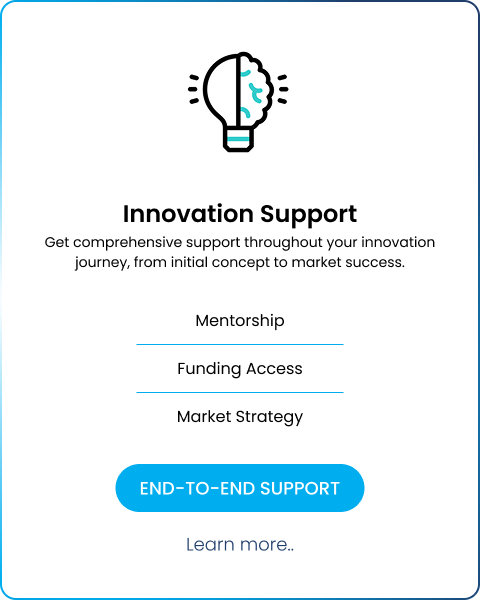 Innovation Support
Get comprehensive support throughout your innovation
journey, from initial concept to market success.
Mentorship
Funding Access
Market Strategy
END-TO-END SUPPORT
Learn more..